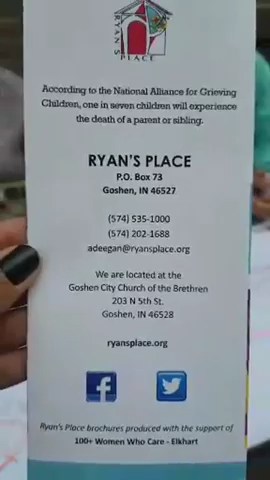 RYAN'S
PLACE
According to the National Alliance for Grieving
Children, one in seven children will experience
the death of a parent or sibling.
RYAN'S PLACE
P.O. Box 73
Goshen, IN 46527
(574) 535-1000
(574) 202-1688
adeegan@ryansplace.org
We are located at the
Goshen City Church of the Brethren
203 N 5th St.
Goshen, IN 46528
ryansplace.org
Ryan's Place brochures produced with the support of
100+ Women Who Care - Elkhart